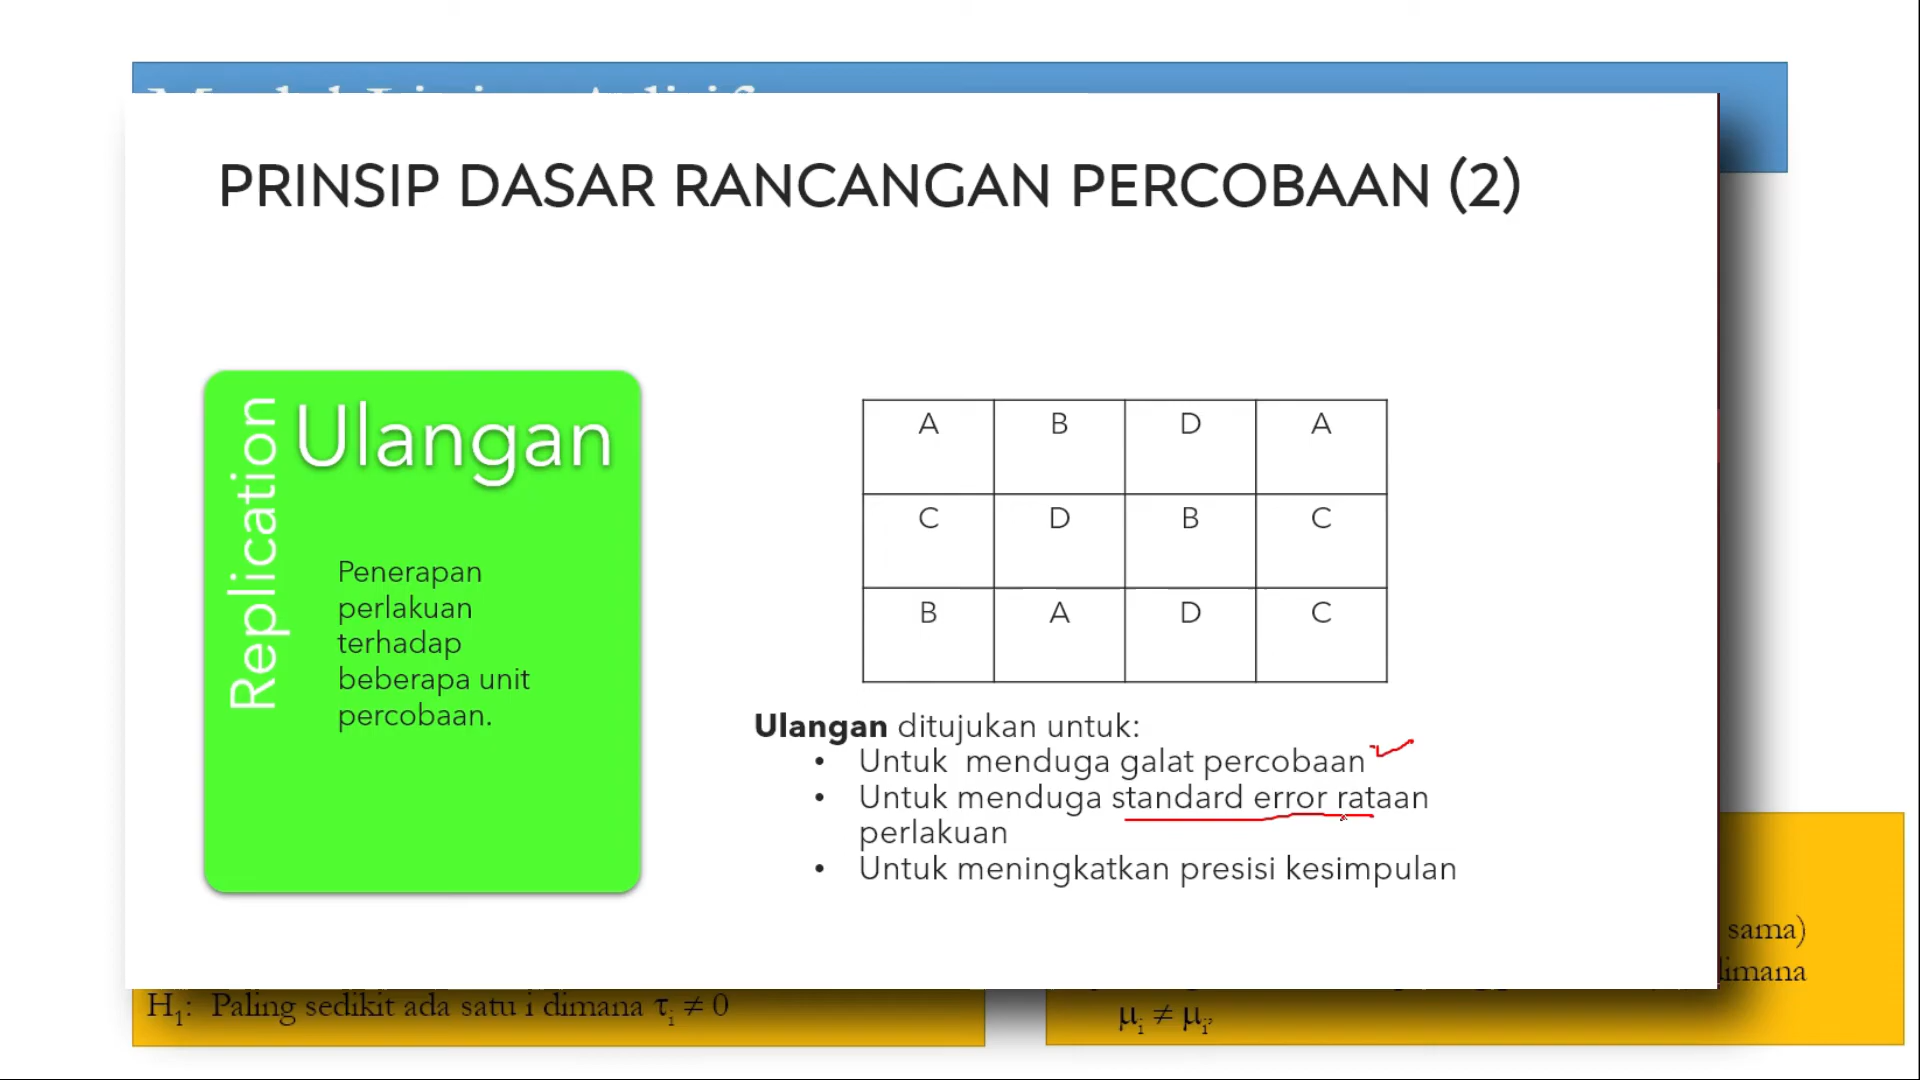 PRINSIP DASAR RANCANGAN PERCOBAAN (2)
Replication
Ulangan
Penerapan
perlakuan
terhadap
beberapa unit
percobaan.
A B D A
C D B C
B A D C
Ulangan ditujukan untuk:
• Untuk menduga galat percobaan
• Untuk menduga standard error rataan
perlakuan
• Untuk meningkatkan presisi kesimpulan
sama)
dimana
H1: Paling sedikit ada satu i dimana τi ≠ 0
μi ≠ μi'